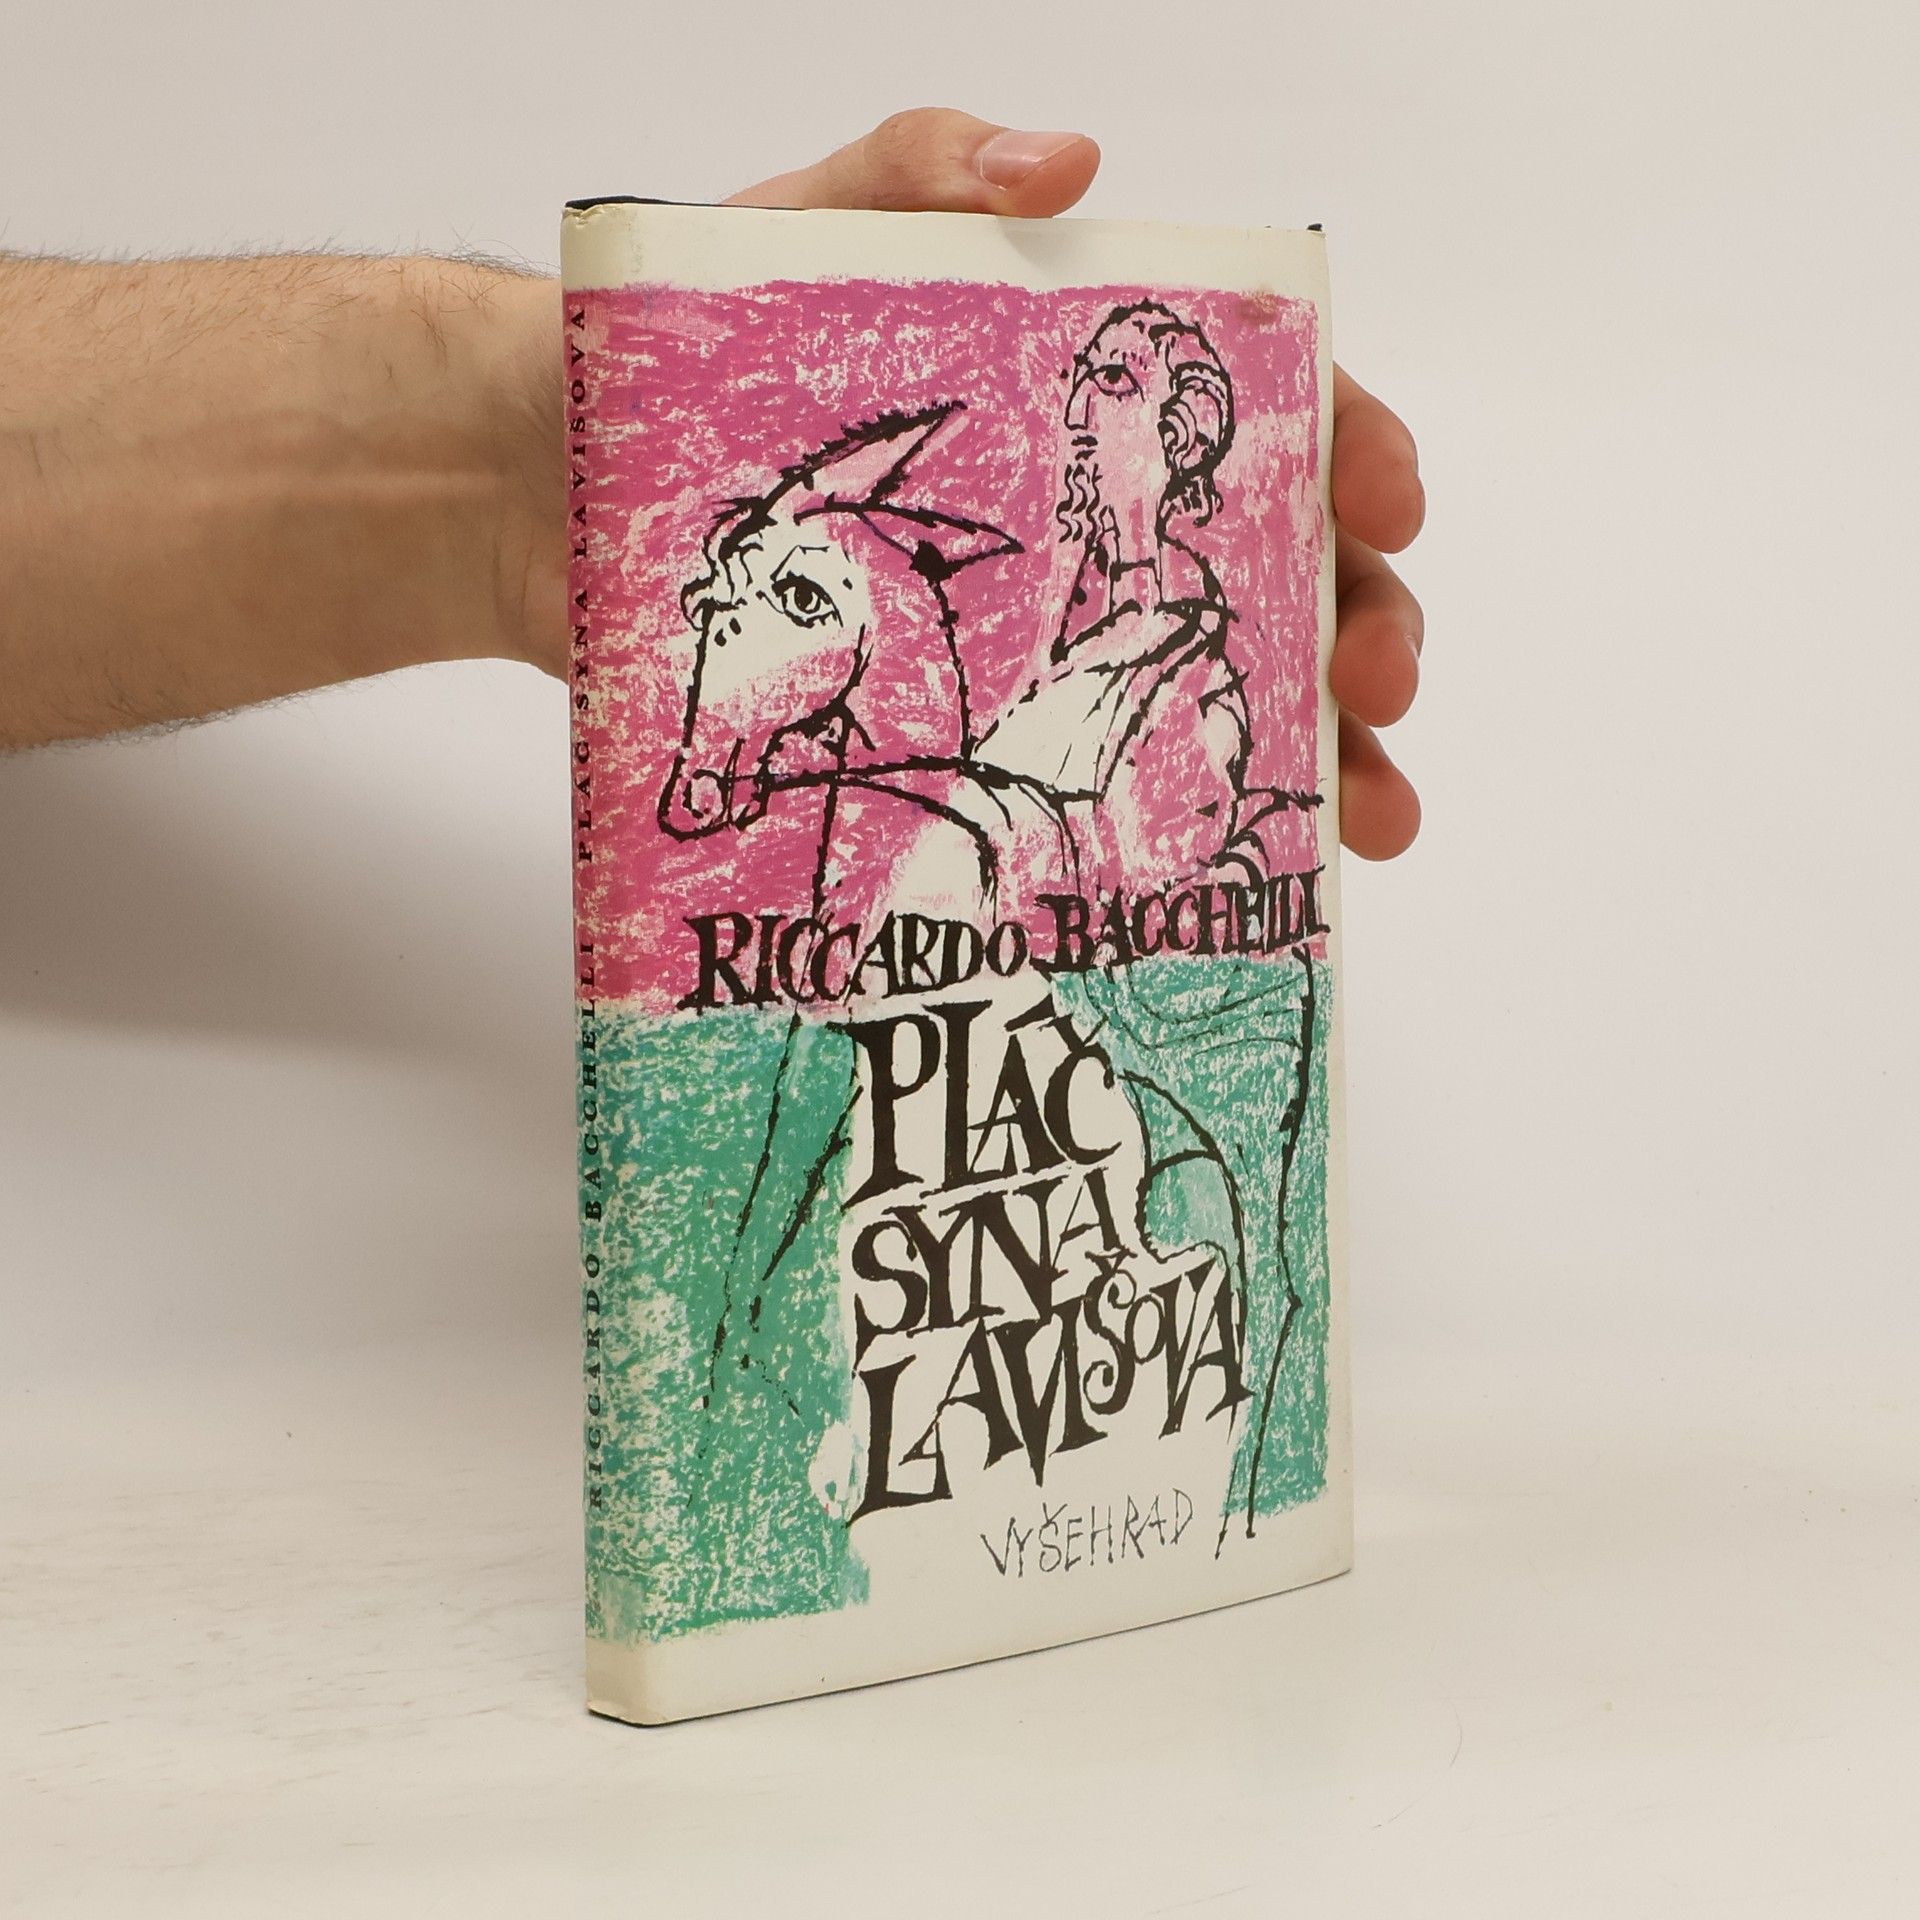 RICCARDO BACCHELLI PLÁČ SYNA LAVIŠOVA
RICCARDO BACCHELLI
PLÁČ
SYNA
LAVIŠOVA
VYŠEHRAD